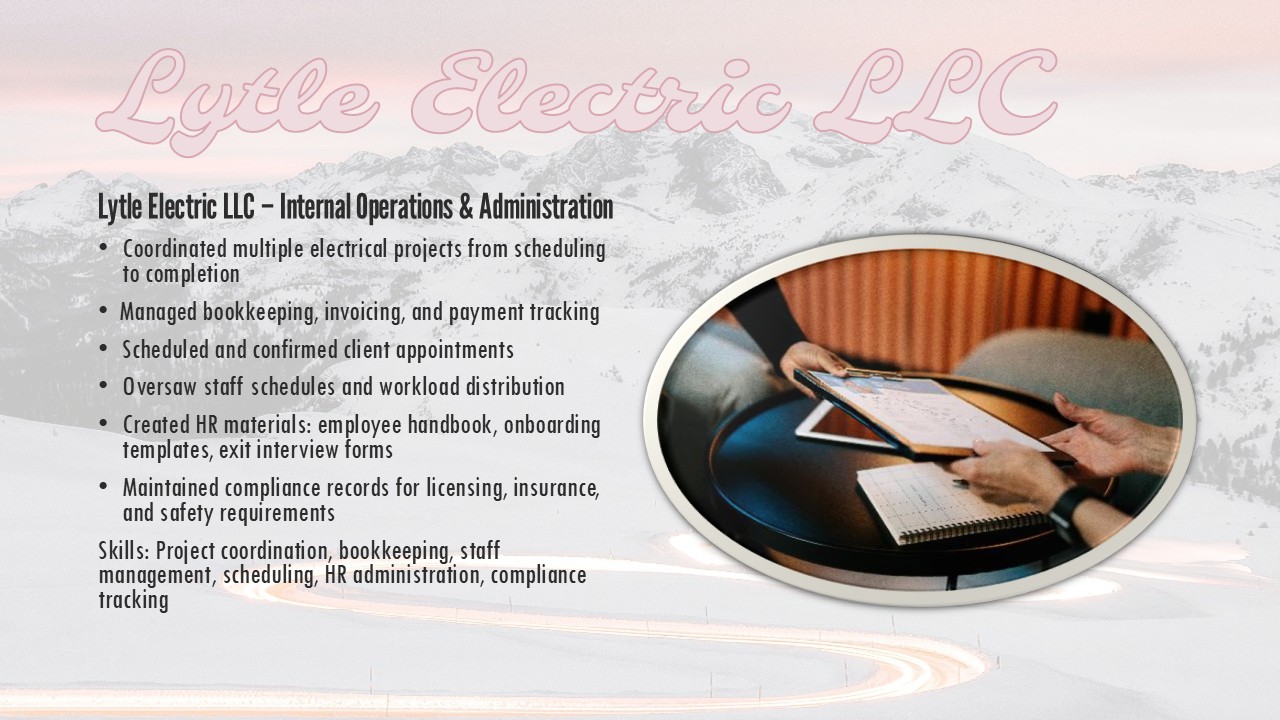 Lytle Electric LLC
Lytle Electric LLC – Internal Operations & Administration
• Coordinated multiple electrical projects from scheduling
to completion
• Managed bookkeeping, invoicing, and payment tracking
• Scheduled and confirmed client appointments
• Oversaw staff schedules and workload distribution
• Created HR materials: employee handbook, onboarding
templates, exit interview forms
• Maintained compliance records for licensing, insurance,
and safety requirements
Skills: Project coordination, bookkeeping, staff
management, scheduling, HR administration, compliance
tracking